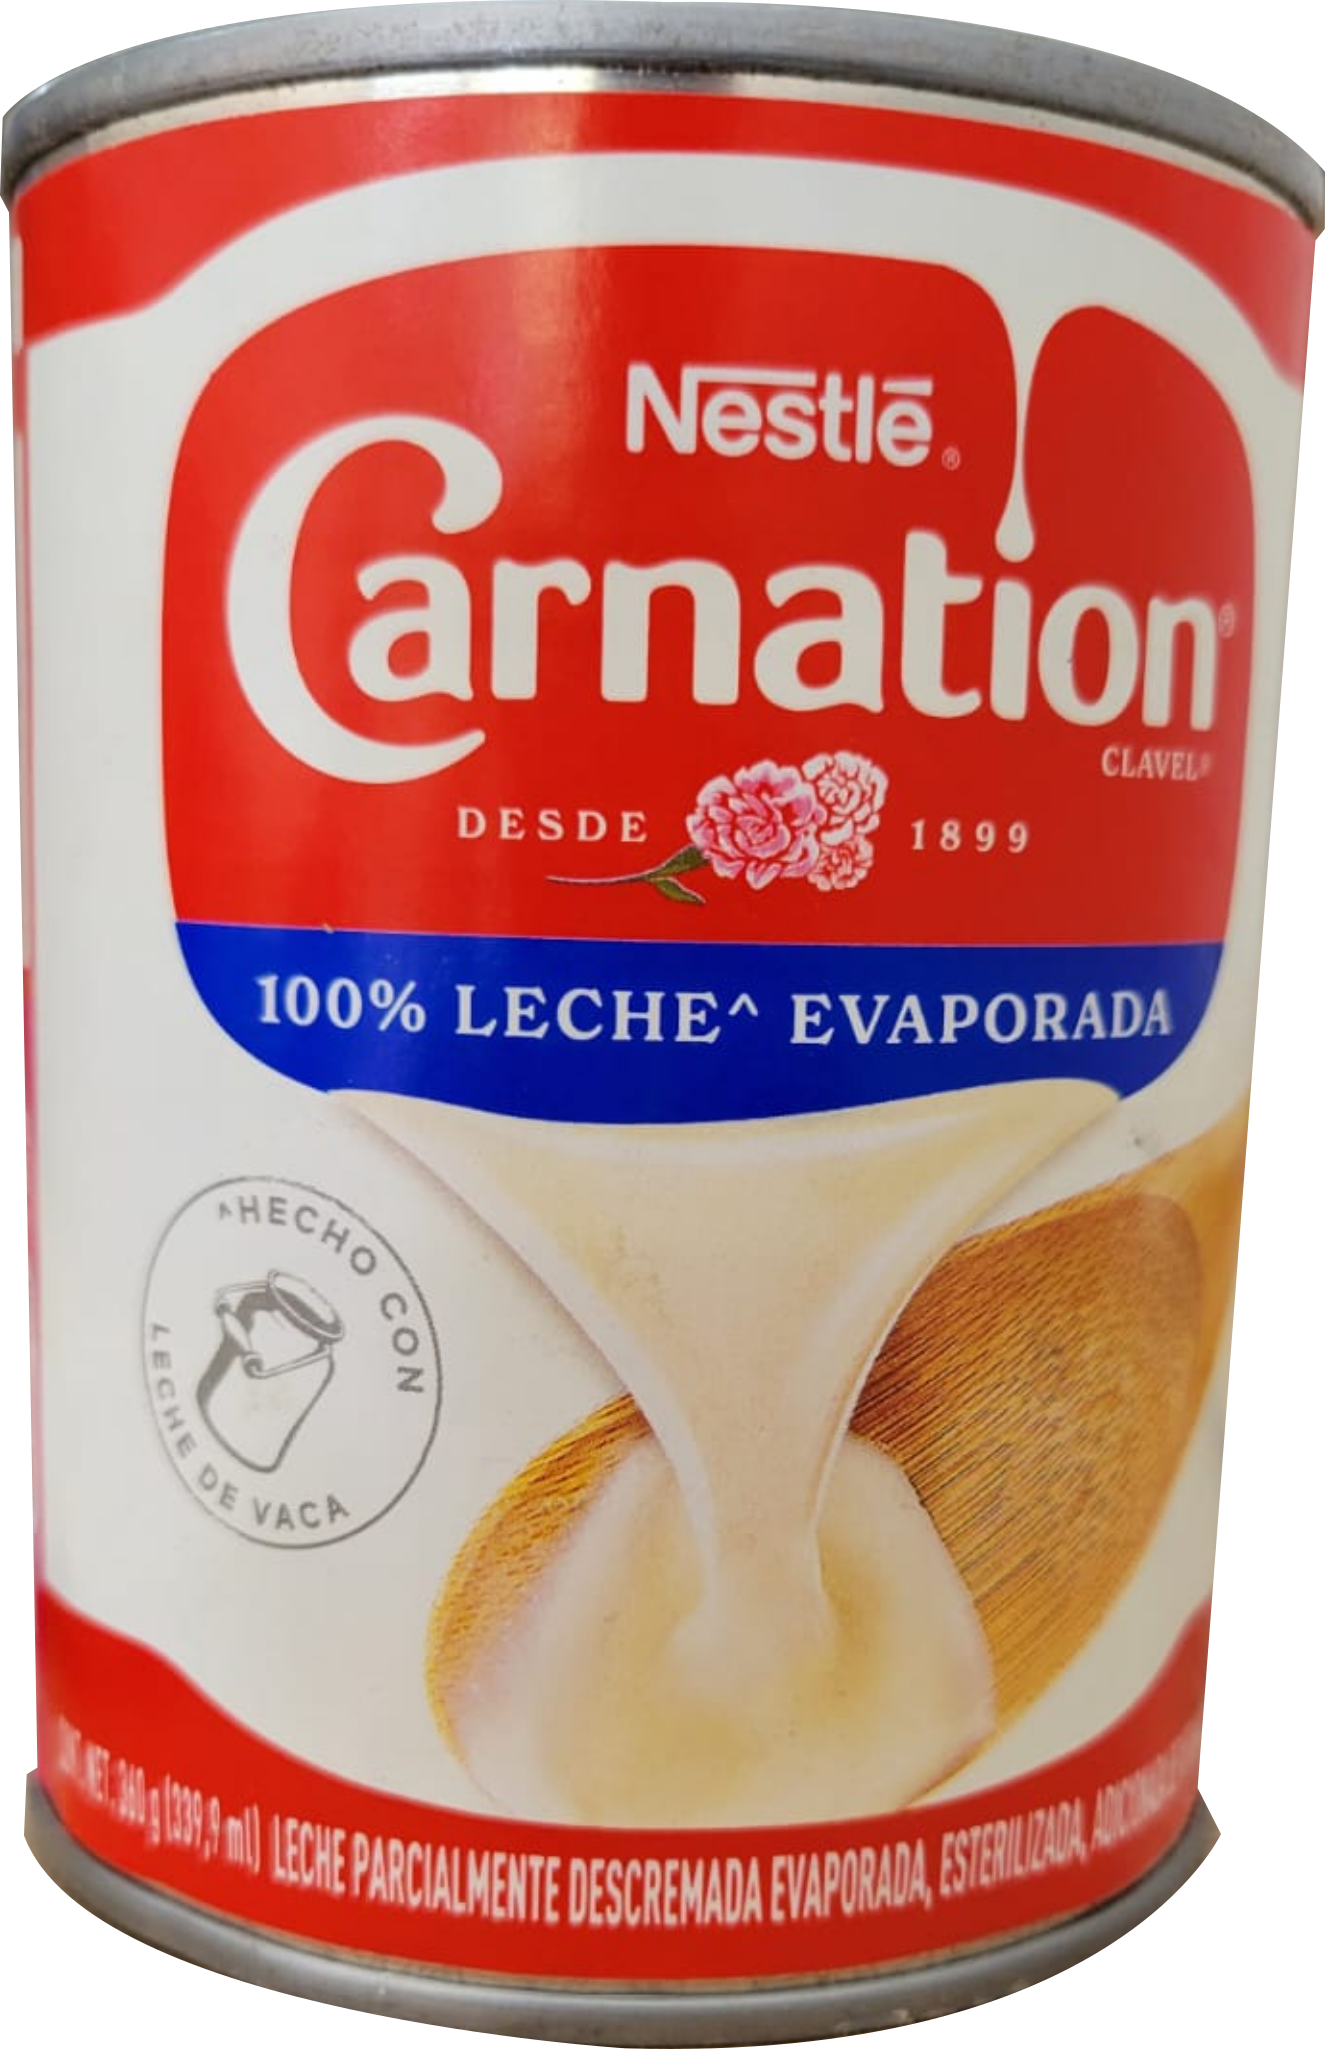 Nestlé®
Carnation®
CLAVEL®
DESDE 1899
100% LECHE^ EVAPORADA
^HECHO CON
LECHE DE VACA
NET. 360 g (339,9 ml) LECHE PARCIALMENTE DESCREMADA EVAPORADA, ESTERILIZADA,